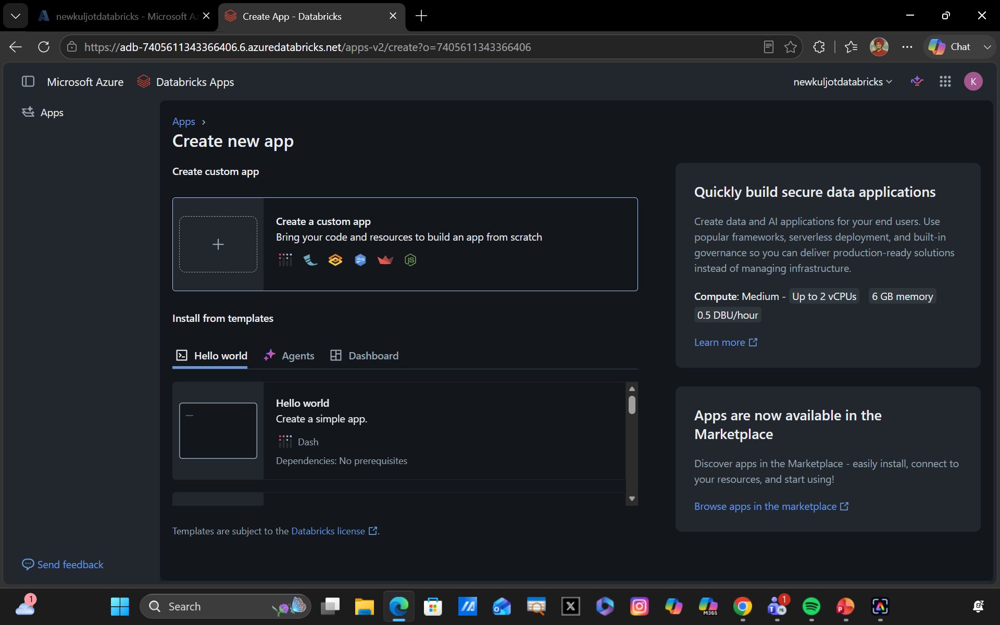 newkuljotdatabricks - Microsoft Az
Create App - Databricks
https://adb-7405611343366406.6.azuredatabricks.net/apps-v2/create?o=7405611343366406
Chat
Microsoft Azure
Databricks Apps
newkuljotdatabricks
K
Apps
Apps >
Create new app
Create custom app
Create a custom app
Bring your code and resources to build an app from scratch
Shiny
JS
Install from templates
Hello world
Agents
Dashboard
Hello world
Create a simple app.
Dash
Dependencies: No prerequisites
Templates are subject to the Databricks license.
Quickly build secure data applications
Create data and AI applications for your end users. Use
popular frameworks, serverless deployment, and built-in
governance so you can deliver production-ready solutions
instead of managing infrastructure.
Compute: Medium - Up to 2 vCPUs 6 GB memory
0.5 DBU/hour
Learn more
Apps are now available in the
Marketplace
Discover apps in the Marketplace - easily install, connect to
your resources, and start using!
Browse apps in the marketplace
Send feedback
1
Search
X
M365
T
1
P